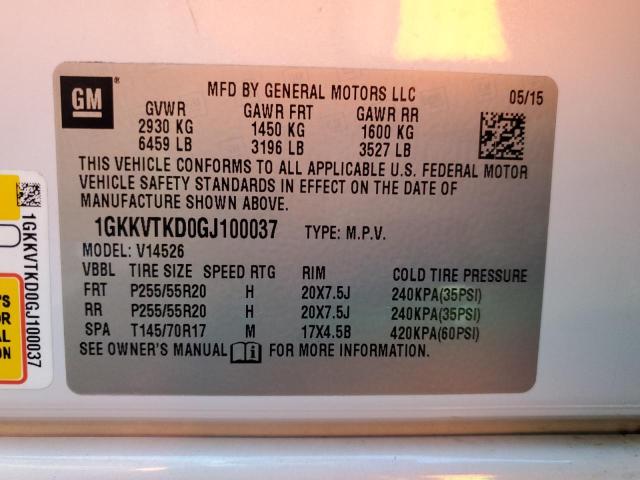 GM
MFD BY GENERAL MOTORS LLC 05/15
GVWR GAWR FRT GAWR RR
2930 KG 1450 KG 1600 KG
6459 LB 3196 LB 3527 LB
THIS VEHICLE CONFORMS TO ALL APPLICABLE U.S. FEDERAL MOTOR
VEHICLE SAFETY STANDARDS IN EFFECT ON THE DATE OF
MANUFACTURE SHOWN ABOVE.
1GKKVTKD0GJ100037 TYPE: M.P.V.
MODEL: V14526
VBBL TIRE SIZE SPEED RTG RIM COLD TIRE PRESSURE
FRT P255/55R20 H 20X7.5J 240KPA(35PSI)
RR P255/55R20 H 20X7.5J 240KPA(35PSI)
SPA T145/70R17 M 17X4.5B 420KPA(60PSI)
SEE OWNER'S MANUAL i FOR MORE INFORMATION.
1GKKVTKD0GJ100037
'S
OR
AL